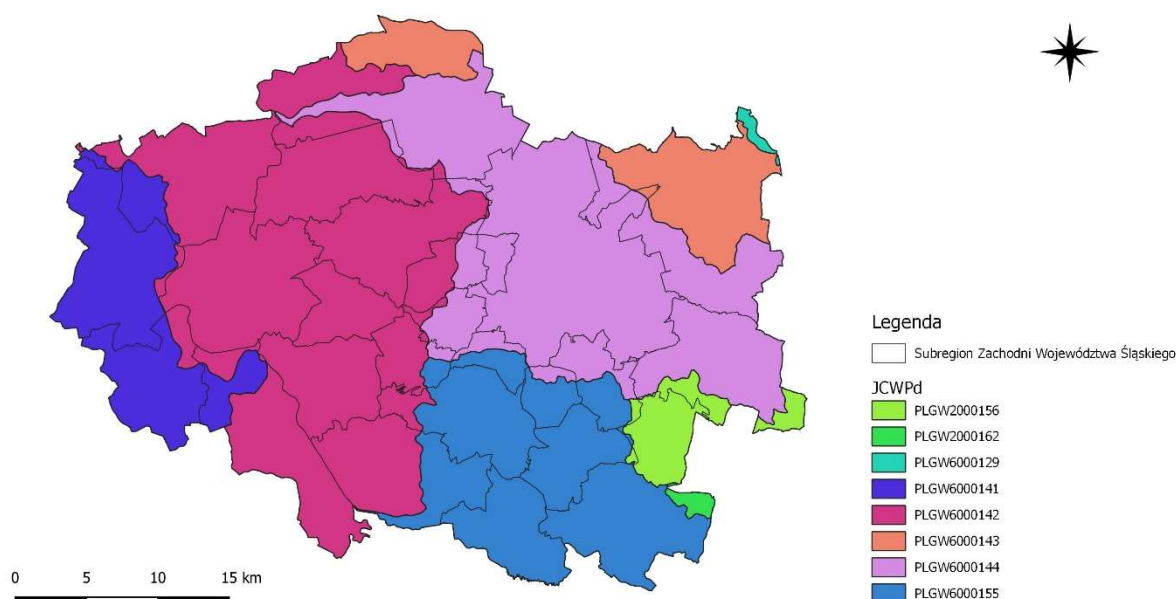 Legenda
Subregion Zachodni Województwa Śląskiego
JCWPd
PLGW2000156
PLGW2000162
PLGW6000129
PLGW6000141
PLGW6000142
PLGW6000143
PLGW6000144
PLGW6000155
0 5 10 15 km